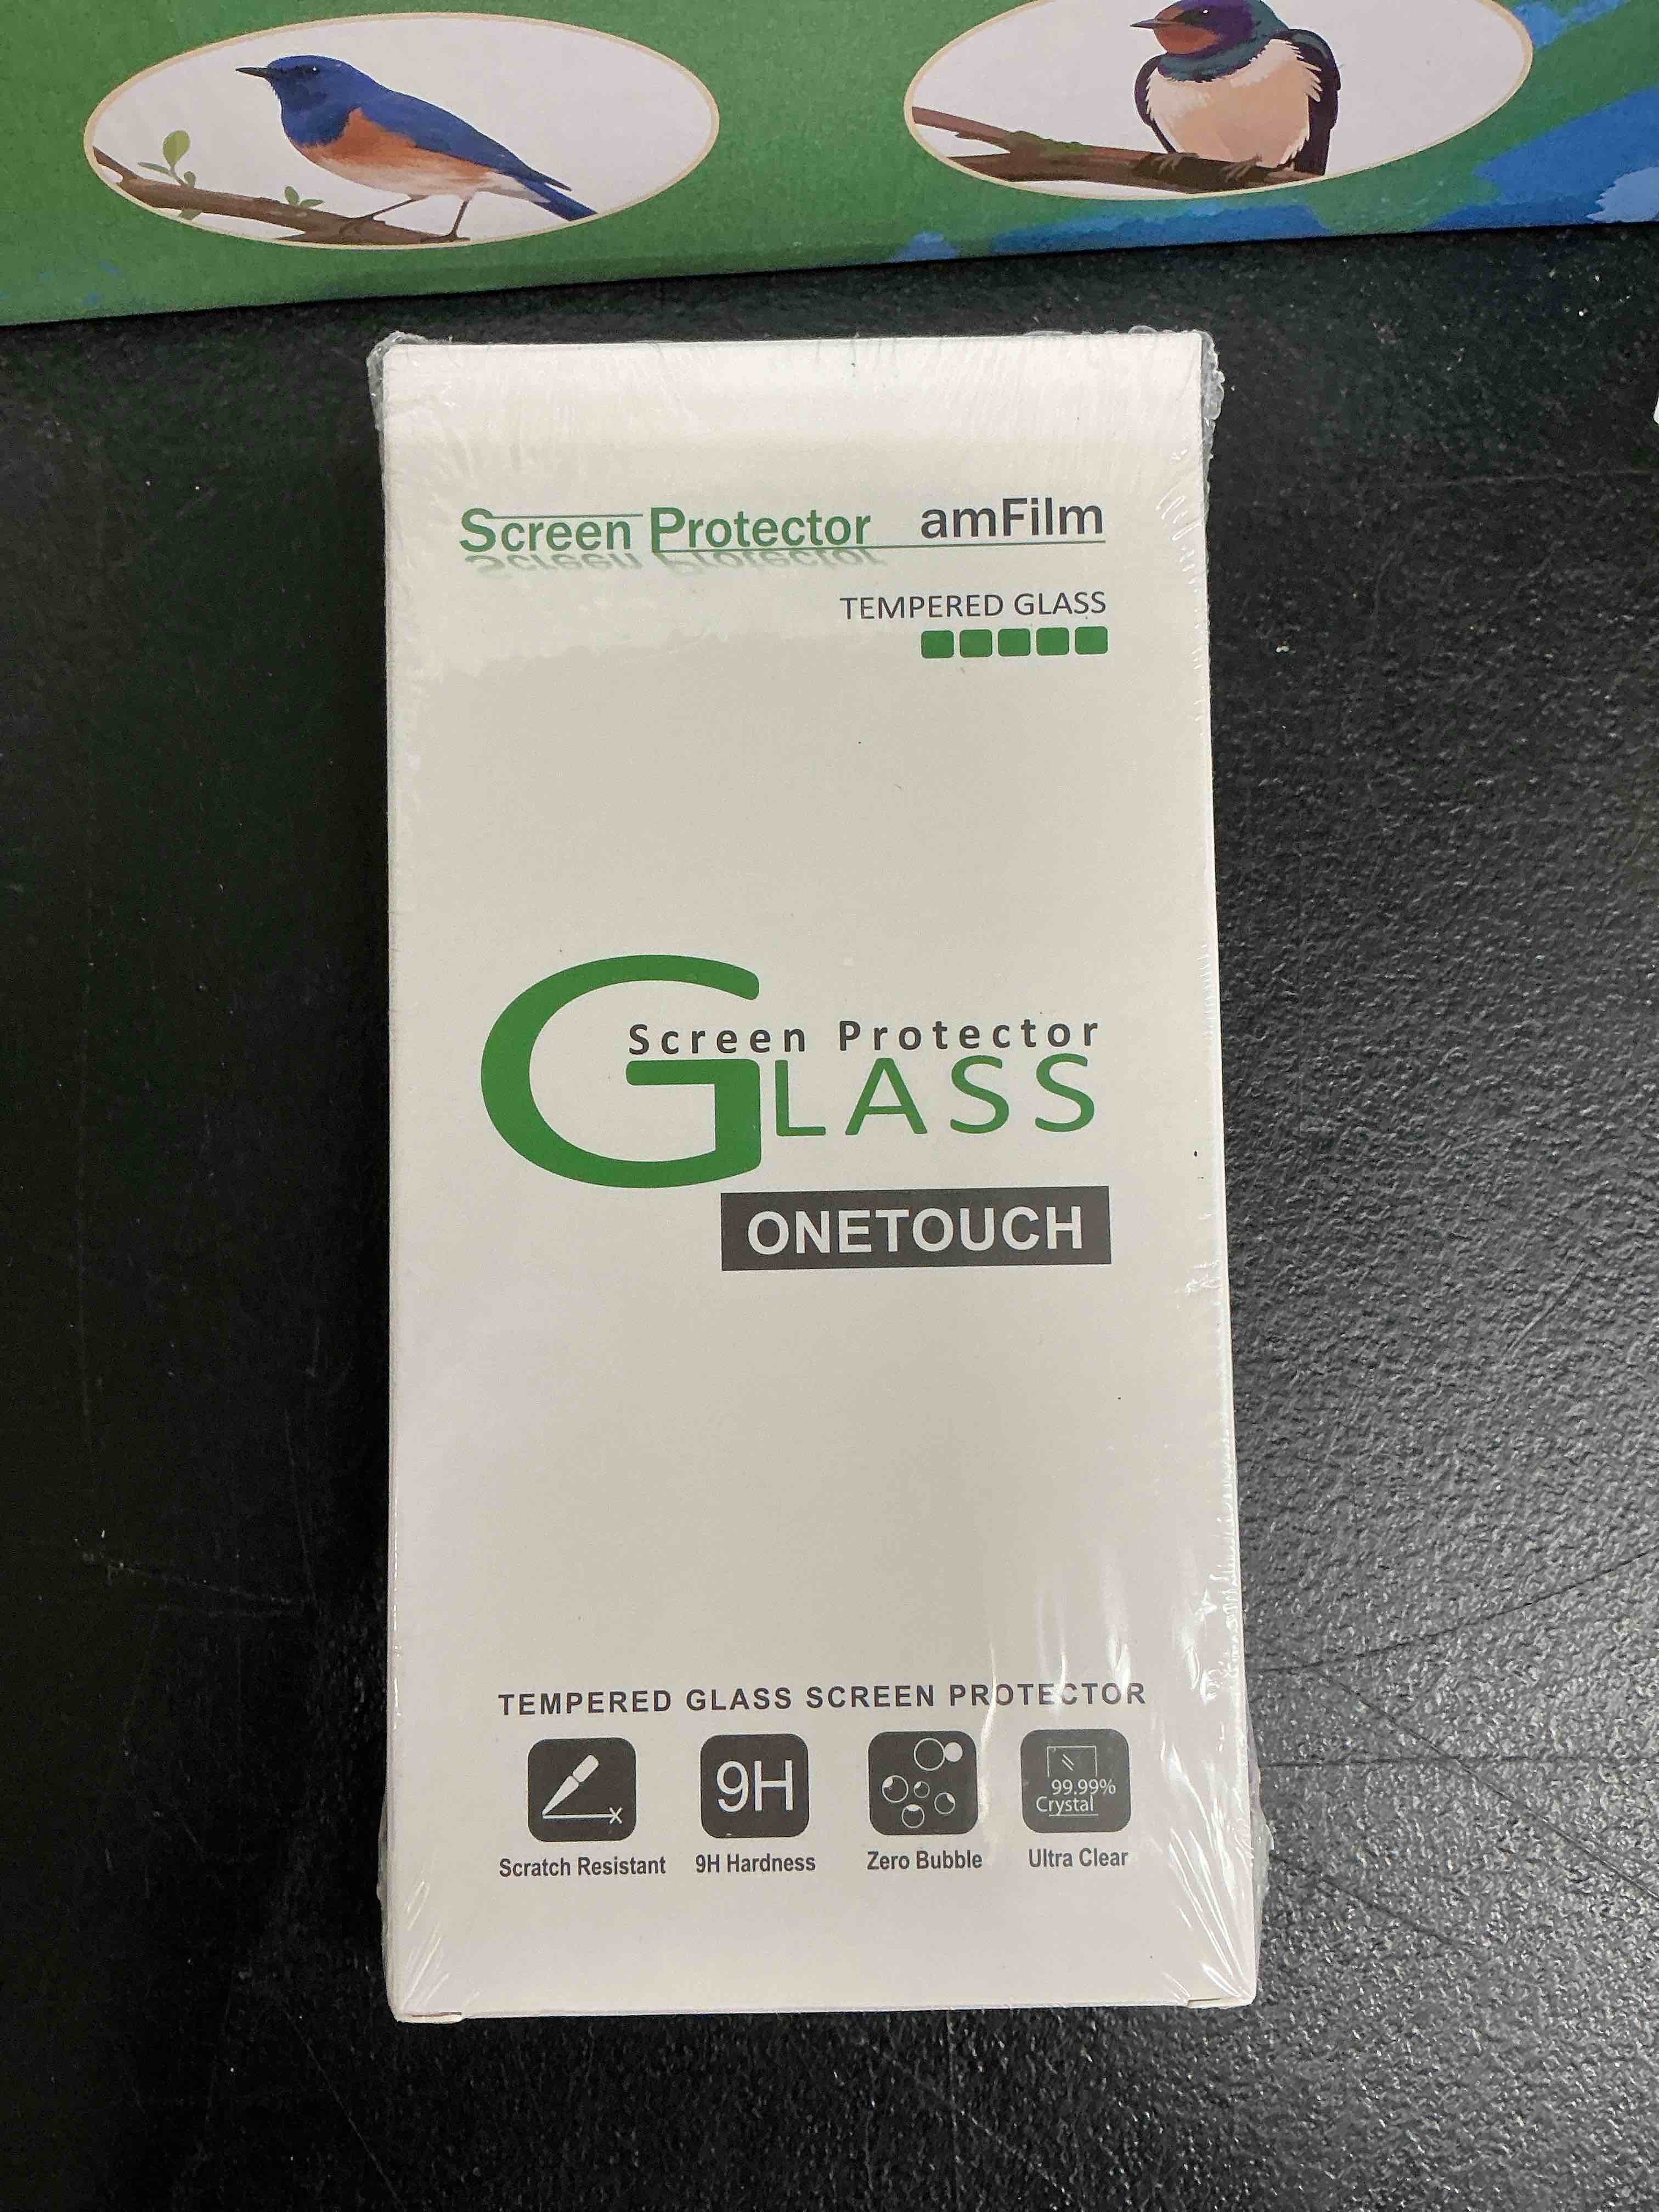 Screen Protector amFilm
TEMPERED GLASS
Screen Protector
GLASS
ONETOUCH
TEMPERED GLASS SCREEN PROTECTOR
9H
99.99%
Crystal
Scratch Resistant 9H Hardness Zero Bubble Ultra Clear